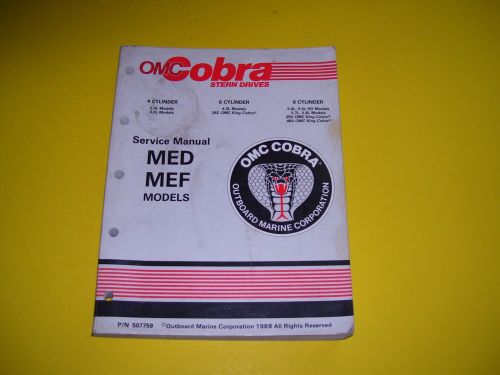 OMC Cobra
STERN DRIVES
4 CYLINDER
6 CYLINDER
8 CYLINDER
2.3L Models
3.0L Models
4.3L Models
262 OMC King Cobra®
5.0L, 5.0L HO Models
5.7L, 5.8L Models
350 OMC King Cobra®
460 OMC King Cobra®
Service Manual
MED
MEF
MODELS
OMC COBRA®
OUTBOARD MARINE CORPORATION
P/N 507759
©Outboard Marine Corporation 1989 All Rights Reserved